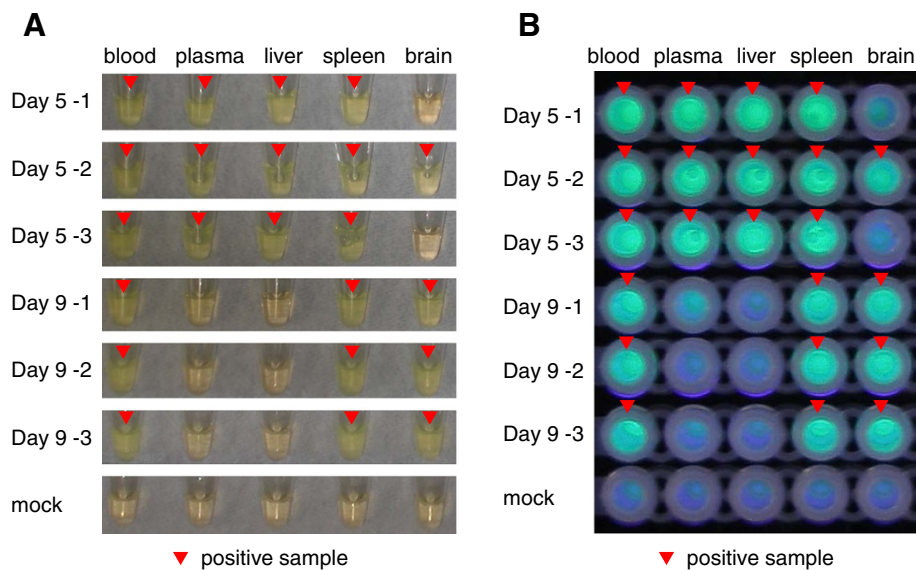 A
blood plasma liver spleen brain
Day 5 -1
Day 5 -2
Day 5 -3
Day 9 -1
Day 9 -2
Day 9 -3
mock
positive sample
B
blood plasma liver spleen brain
Day 5 -1
Day 5 -2
Day 5 -3
Day 9 -1
Day 9 -2
Day 9 -3
mock
positive sample